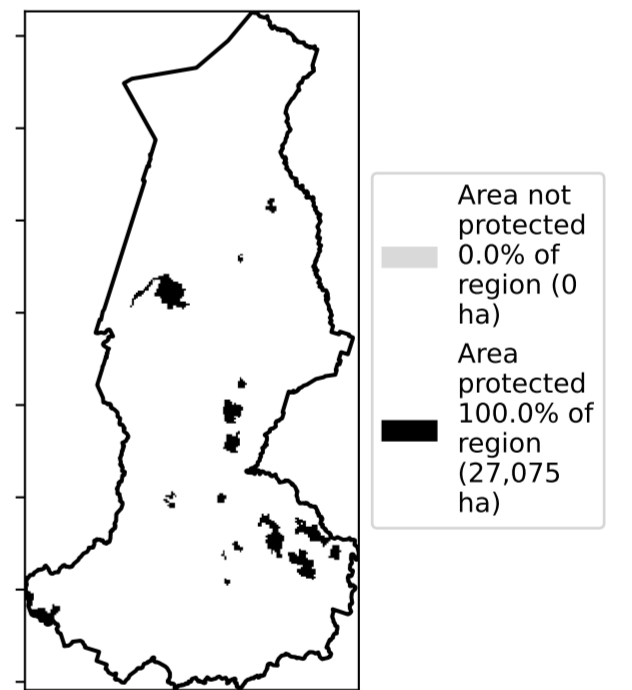 Area not
protected
0.0% of
region (0
ha)
Area
protected
100.0% of
region
(27,075
ha)